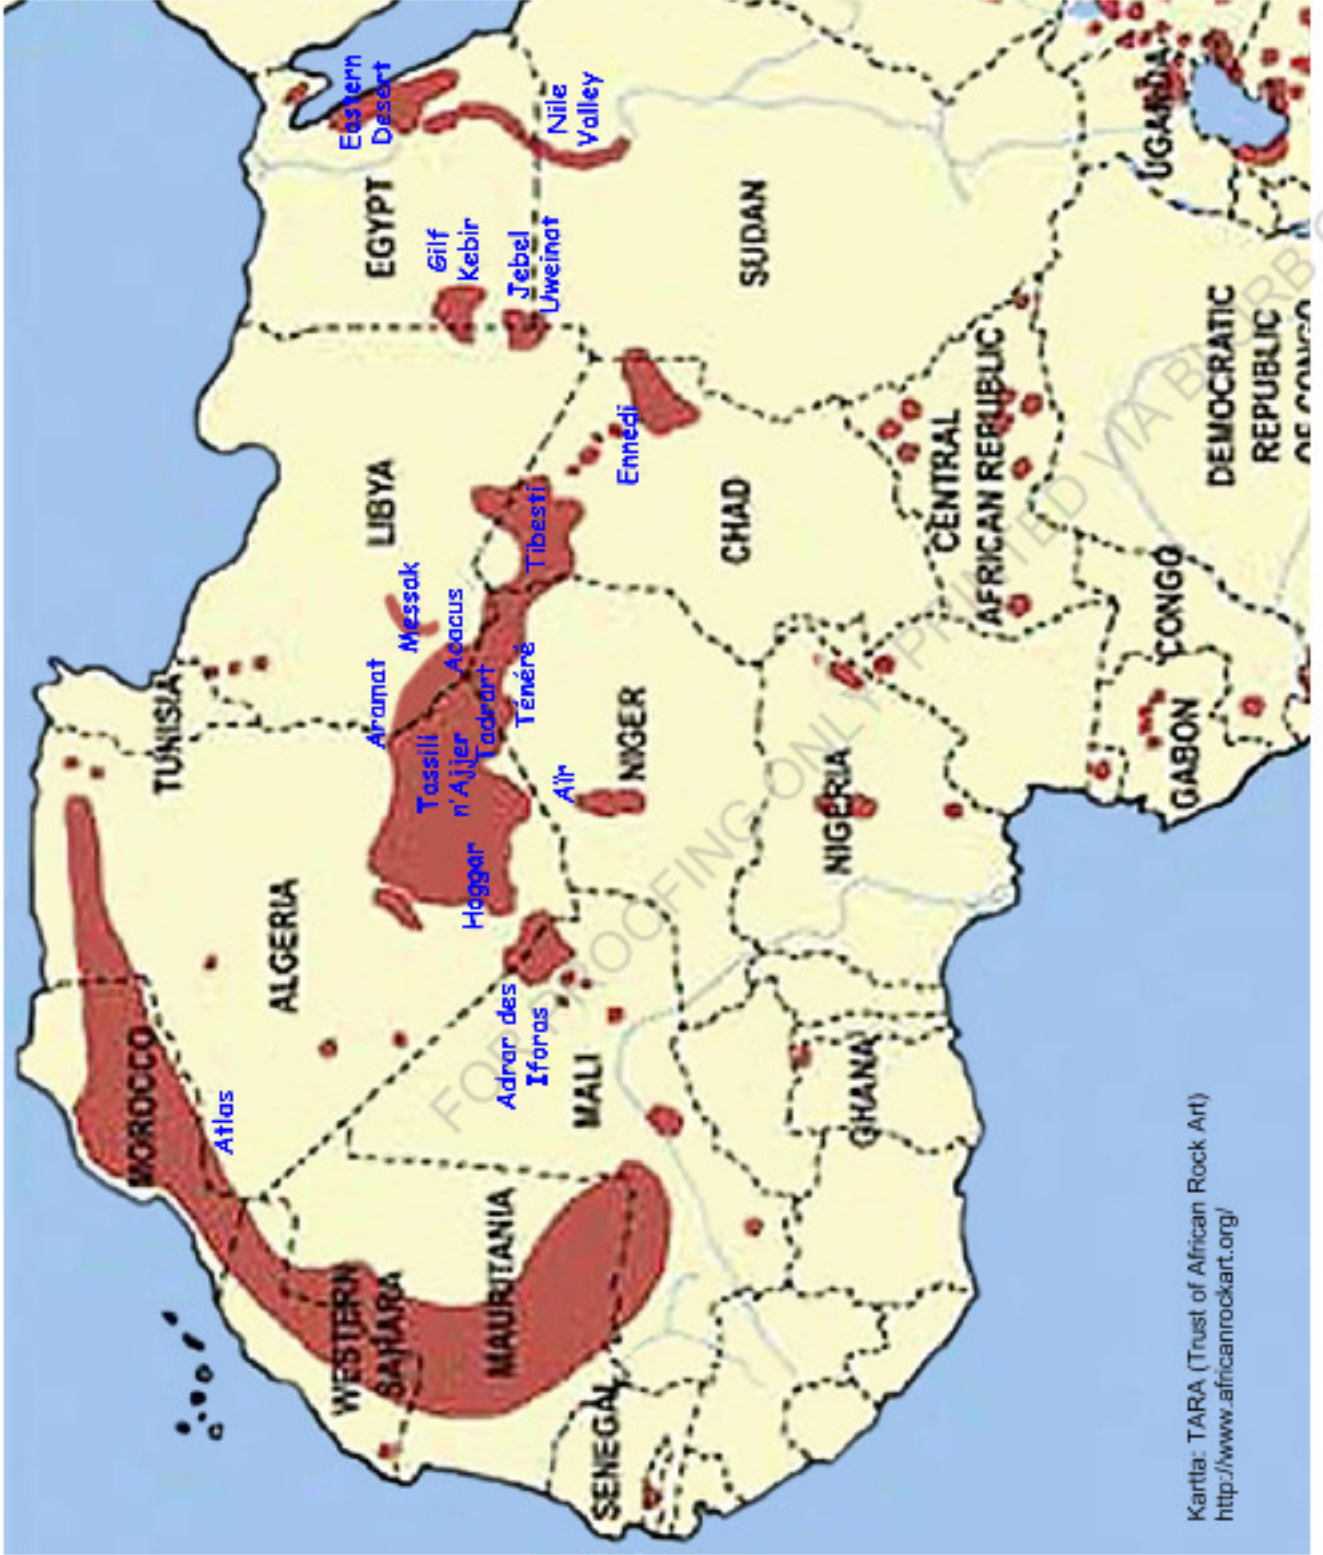 MOROCCO
Atlas
ALGERIA
TUNISIA
LIBYA
EGYPT
Eastern
Desert
Nile
Valley
Gilf
Kebir
Jebel
Uweinat
Messak
Aramat
Acacus
Tadrart
Tassili
n'Ajjer
Hoggar
Ténéré
Tibesti
Ennedi
Aïr
Adrar des
Iforas
WESTERN
SAHARA
MAURITANIA
MALI
NIGER
CHAD
SUDAN
SENEGAL
GHANA
NIGERIA
CENTRAL
AFRICAN REPUBLIC
UGANDA
GABON
CONGO
DEMOCRATIC
REPUBLIC
OF CONGO
FOR PROOFING ONLY PRINTED VIA BLURB
Kartta: TARA (Trust of African Rock Art)
http://www.africanrockart.org/